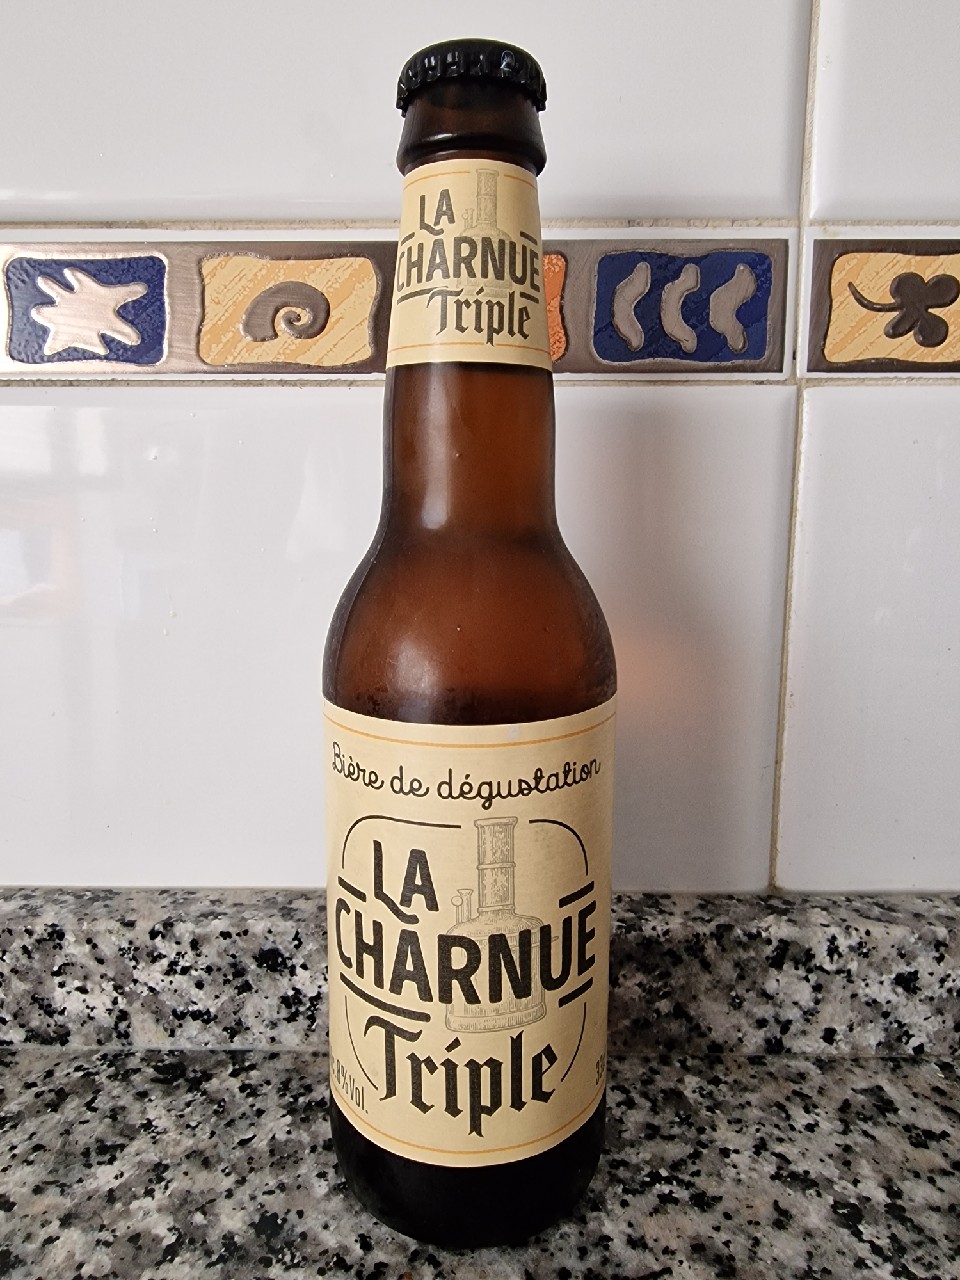 LA
CHARNUE
Triple
Bière de dégustation
LA
CHARNUE
Triple